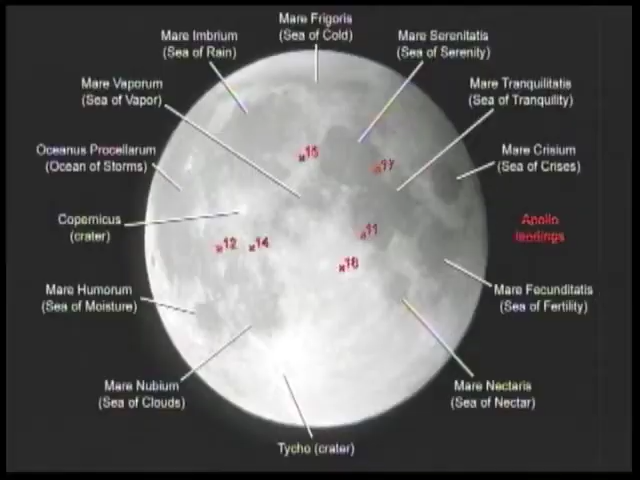 Mare Frigoris
(Sea of Cold)
Mare Imbrium
(Sea of Rain)
Mare Serenitatis
(Sea of Serenity)
Mare Vaporum
(Sea of Vapor)
Mare Tranquilitatis
(Sea of Tranquility)
Oceanus Procellarum
(Ocean of Storms)
15
17
Mare Crisium
(Sea of Crises)
Copernicus
(crater)
12
14
11
16
Apollo
landings
Mare Humorum
(Sea of Moisture)
Mare Fecunditatis
(Sea of Fertility)
Mare Nubium
(Sea of Clouds)
Mare Nectaris
(Sea of Nectar)
Tycho (crater)